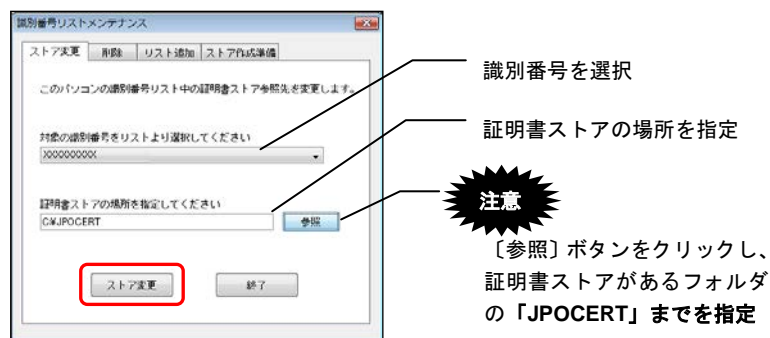 識別番号リストメンテナンス
ストア変更 削除 リスト追加 ストア作成準備
このパソコンの識別番号リスト中の証明書ストア参照先を変更します。
対象の識別番号をリストより選択してください
XXXXXXXXX
証明書ストアの場所を指定してください
C:¥JPOCERT 参照
ストア変更 終了
識別番号を選択
証明書ストアの場所を指定
注意
〔参照〕ボタンをクリックし、
証明書ストアがあるフォルダ
の「JPOCERT」までを指定